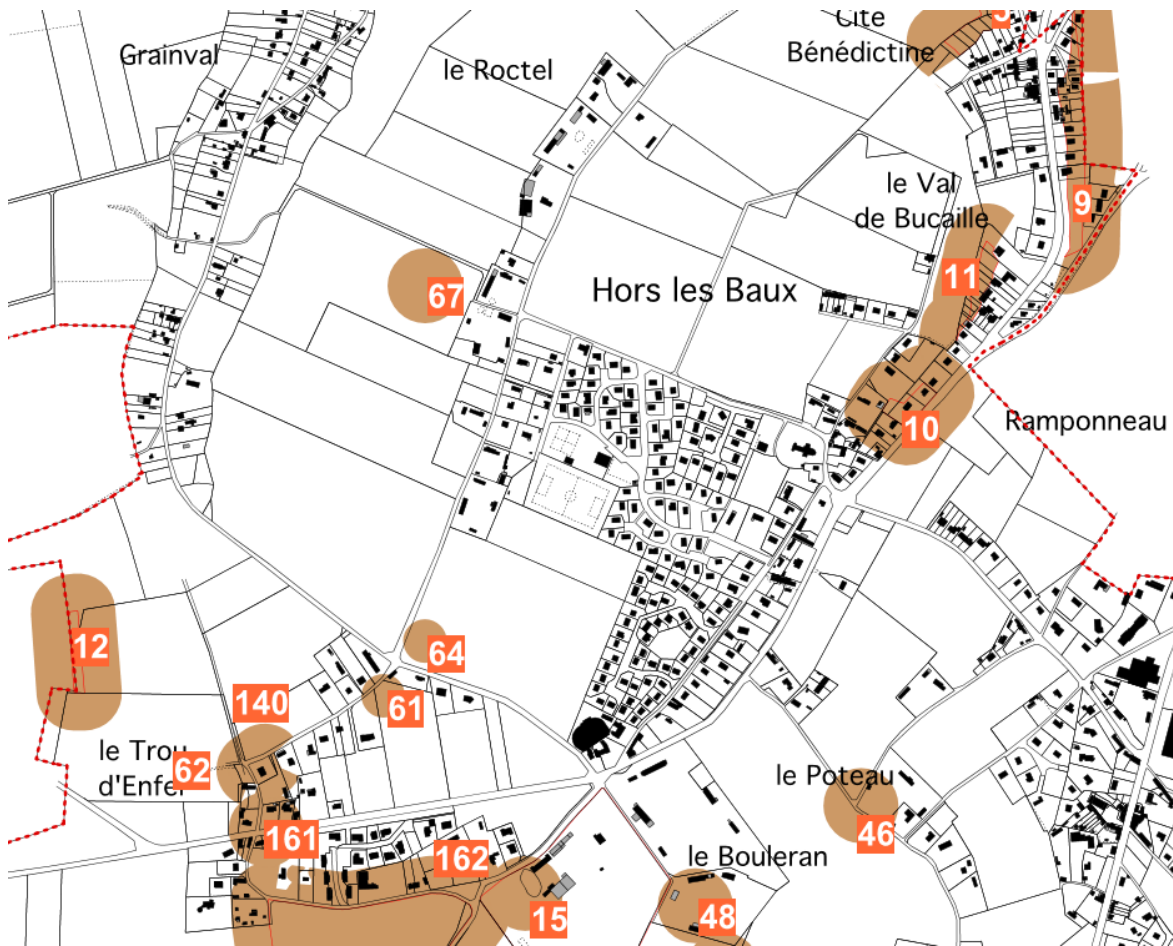 Cité
Bénédictine
Grainval
le Roctel
le Val
de Bucaille
9
11
67
Hors les Baux
10
Ramponneau
12
64
61
140
le Trou
d'Enfer
62
le Poteau
46
161
162
le Bouleran
15
48